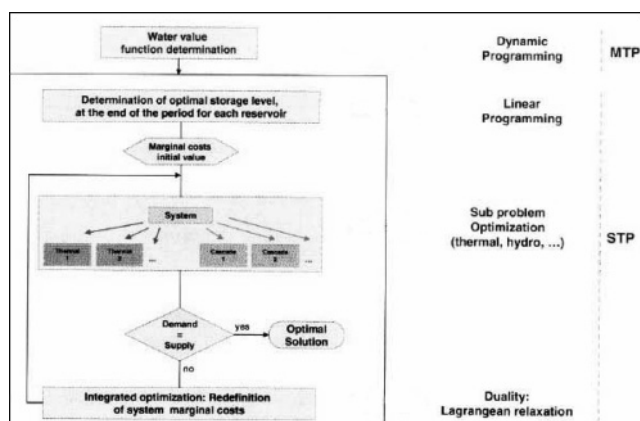 Water value
function determination
Dynamic
Programming
MTP
Determination of optimal storage level,
at the end of the period for each reservoir
Linear
Programming
Marginal costs
initial value
System
Thermal
1
Thermal
2
...
Cascade
1
Cascade
2
...
Sub problem
Optimization
(thermal, hydro, ...)
STP
Demand
=
Supply
yes
Optimal
Solution
no
Integrated optimization: Redefinition
of system marginal costs
Duality:
Lagrangean relaxation